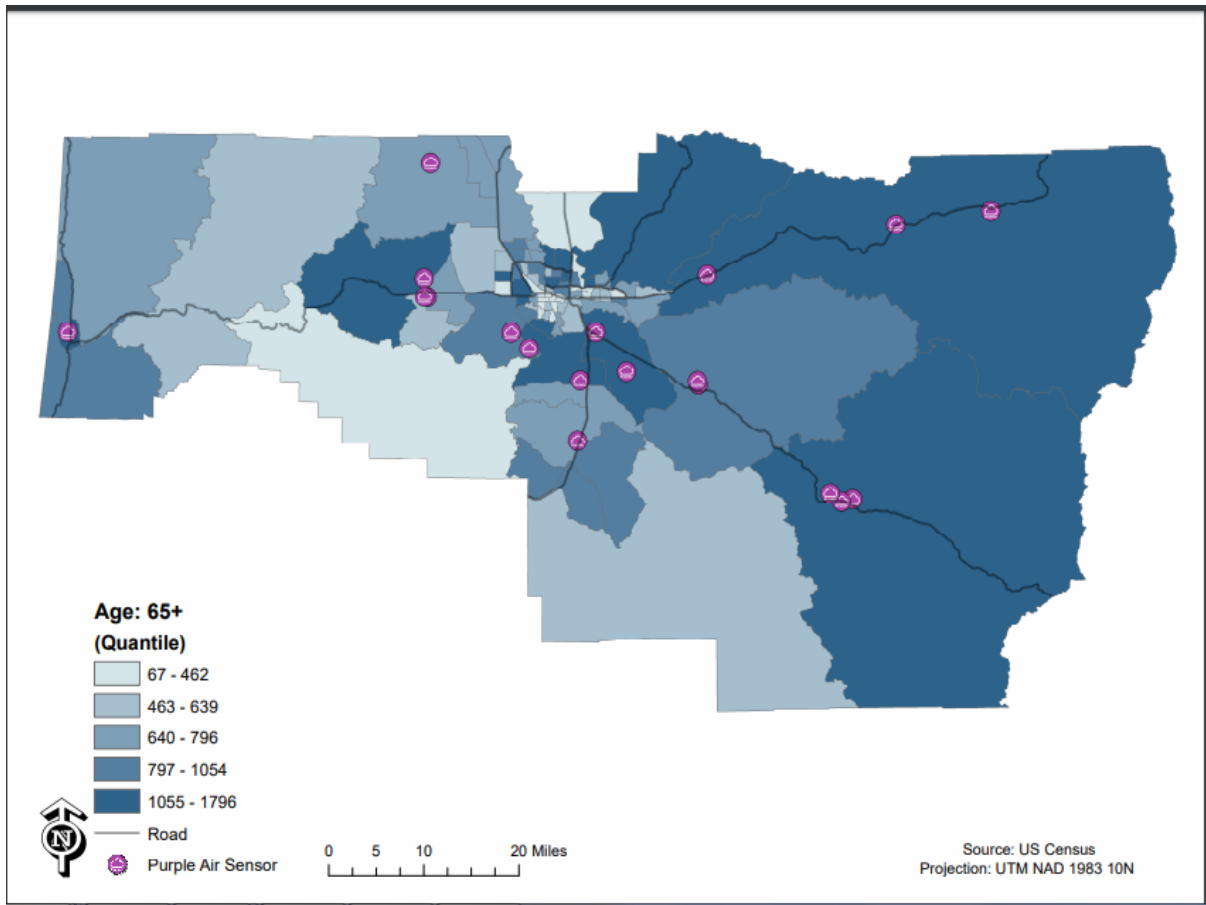 Age: 65+
(Quantile)
67 - 462
463 - 639
640 - 796
797 - 1054
1055 - 1796
Road
Purple Air Sensor
N
0 5 10 20 Miles
Source: US Census
Projection: UTM NAD 1983 10N